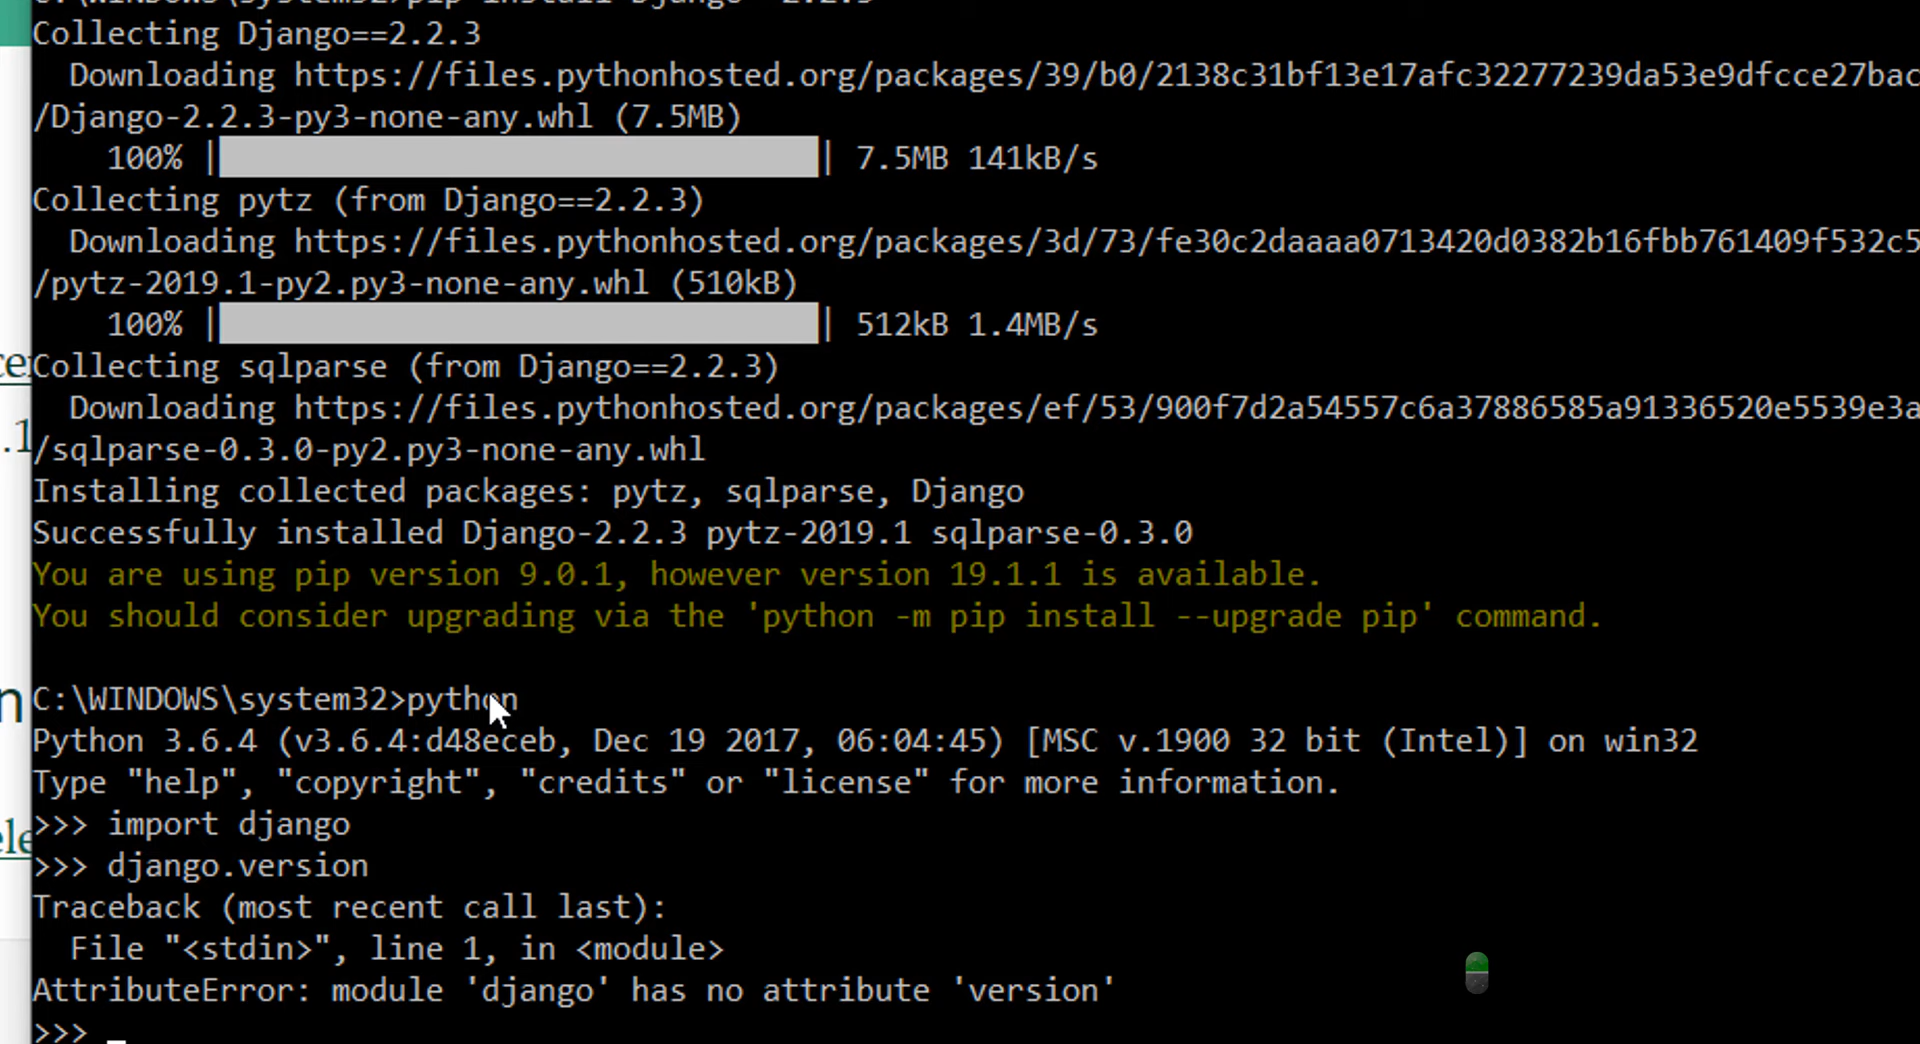 Collecting Django==2.2.3
Downloading https://files.pythonhosted.org/packages/39/b0/2138c31bf13e17afc32277239da53e9dfcce27bac
/Django-2.2.3-py3-none-any.whl (7.5MB)
100% || 7.5MB 141kB/s
Collecting pytz (from Django==2.2.3)
Downloading https://files.pythonhosted.org/packages/3d/73/fe30c2daaaa0713420d0382b16fbb761409f532c5
/pytz-2019.1-py2.py3-none-any.whl (510kB)
100% || 512kB 1.4MB/s
Collecting sqlparse (from Django==2.2.3)
Downloading https://files.pythonhosted.org/packages/ef/53/900f7d2a54557c6a37886585a91336520e5539e3a
/sqlparse-0.3.0-py2.py3-none-any.whl
Installing collected packages: pytz, sqlparse, Django
Successfully installed Django-2.2.3 pytz-2019.1 sqlparse-0.3.0
You are using pip version 9.0.1, however version 19.1.1 is available.
You should consider upgrading via the 'python -m pip install --upgrade pip' command.
C:\WINDOWS\system32>python
Python 3.6.4 (v3.6.4:d48eceb, Dec 19 2017, 06:04:45) [MSC v.1900 32 bit (Intel)] on win32
Type "help", "copyright", "credits" or "license" for more information.
>>> import django
>>> django.version
Traceback (most recent call last):
File "<stdin>", line 1, in <module>
AttributeError: module 'django' has no attribute 'version'
>>>